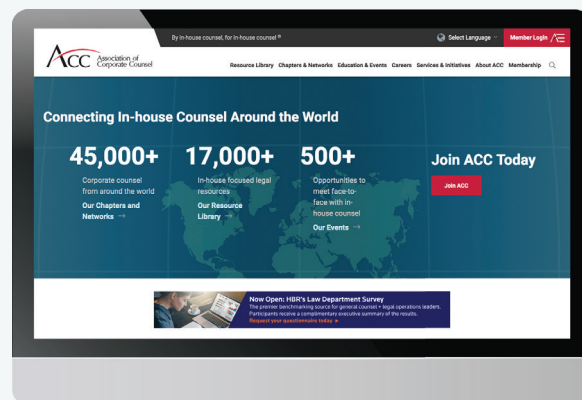 By in-house counsel, for in-house counsel ®
Select Language
Member Login
ACC Association of
Corporate Counsel
Resource Library Chapters & Networks Education & Events Careers Services & Initiatives About ACC Membership
Connecting In-house Counsel Around the World
45,000+ 17,000+ 500+
Corporate counsel
from around the world
Our Chapters and
Networks →
In-house focused legal
resources
Our Resource
Library →
Opportunities to
meet face-to-
face with in-
house counsel
Our Events →
Join ACC Today
Join ACC
Now Open: HBR's Law Department Survey
The premier benchmarking source for general counsel + legal operations leaders.
Participants receive a complimentary executive summary of the results.
Request your questionnaire today ►